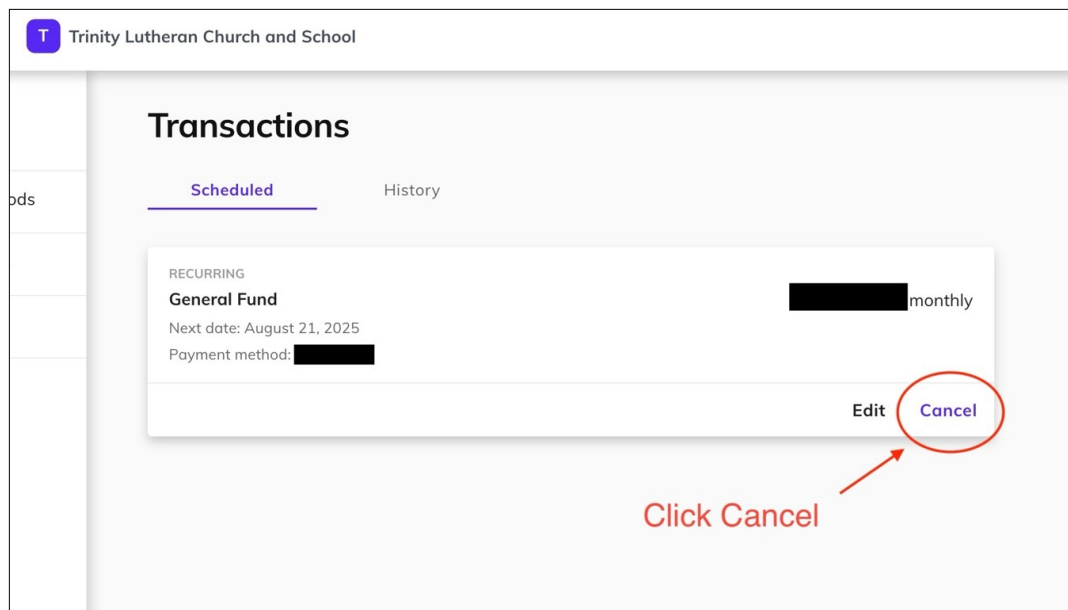 T Trinity Lutheran Church and School
Transactions
ods
Scheduled History
RECURRING
General Fund
monthly
Next date: August 21, 2025
Payment method:
Edit Cancel
Click Cancel